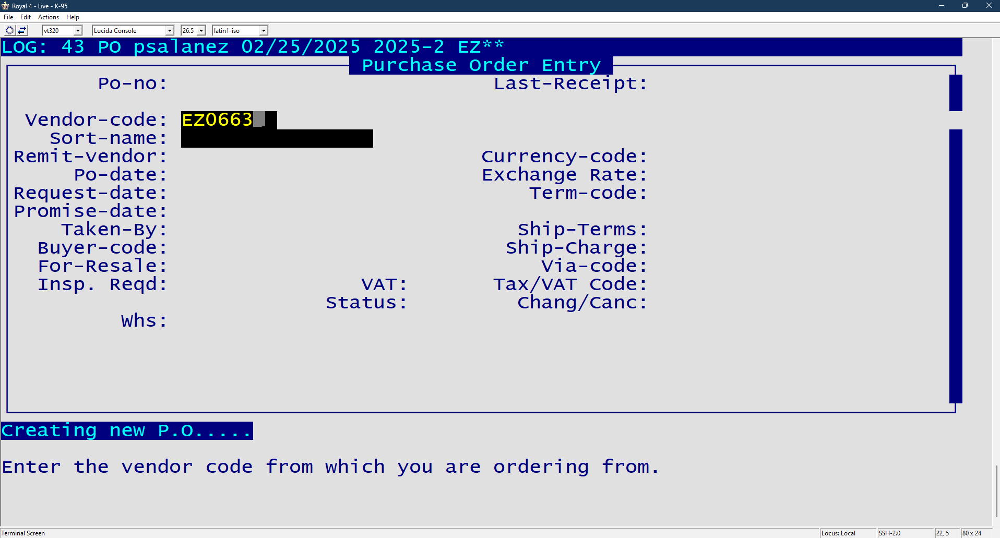 Royal 4 - Live - K-95
File Edit Actions Help
vt320 Lucida Console 26.5 latin1-iso
LOG: 43 PO psalanez 02/25/2025 2025-2 EZ**
Purchase Order Entry
Po-no: Last-Receipt:
Vendor-code: EZ0663_
Sort-name:
Remit-vendor: Currency-code:
Po-date: Exchange Rate:
Request-date: Term-code:
Promise-date:
Taken-By: Ship-Terms:
Buyer-code: Ship-Charge:
For-Resale: Via-code:
Insp. Reqd: VAT: Tax/VAT Code:
Status: Chang/Canc:
Whs:
Creating new P.O.....
Enter the vendor code from which you are ordering from.
Terminal Screen Locus: Local SSH-2.0 22, 5 80 x 24